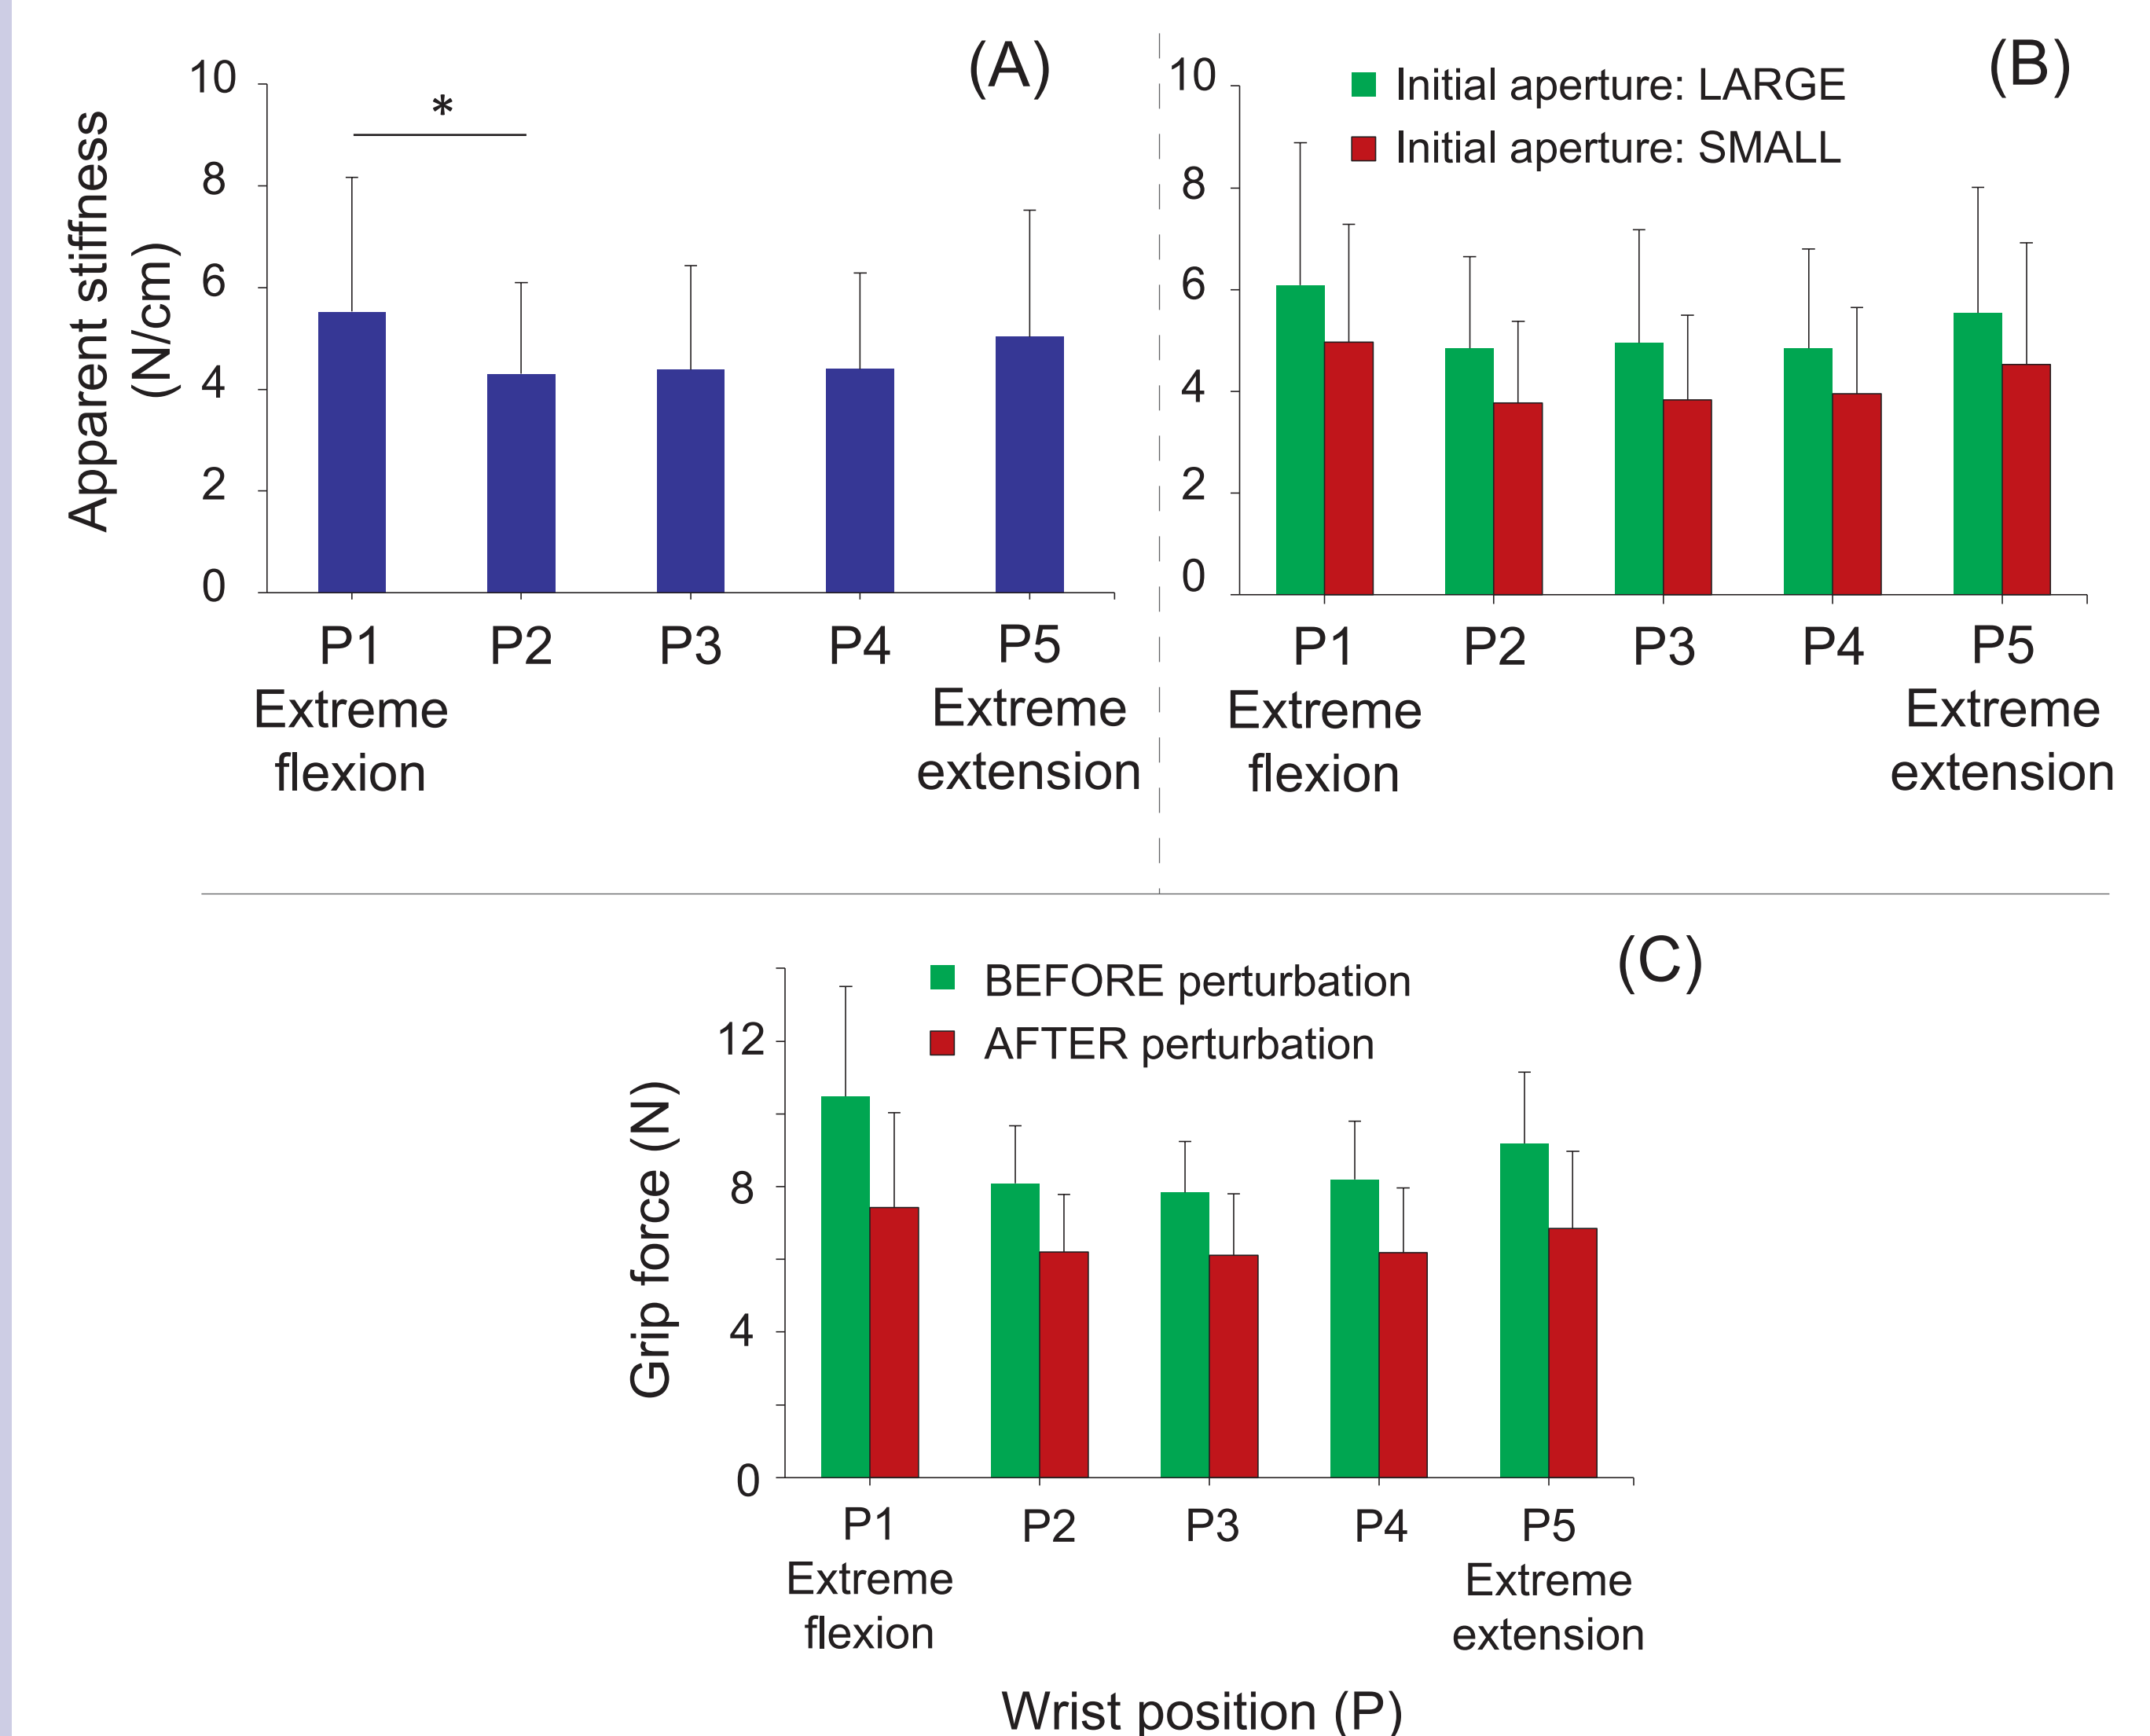 (A)
Apparent stiffness
(N/cm)
10
8
6
4
2
0
*
P1 P2 P3 P4 P5
Extreme flexion
Extreme extension
(B)
Initial aperture: LARGE
Initial aperture: SMALL
10
8
6
4
2
0
P1 P2 P3 P4 P5
Extreme
flexion
Extreme
extension
(C)
BEFORE perturbation
AFTER perturbation
Grip force (N)
12
8
4
0
P1 P2 P3 P4 P5
Extreme
flexion
Extreme
extension
Wrist position (P)